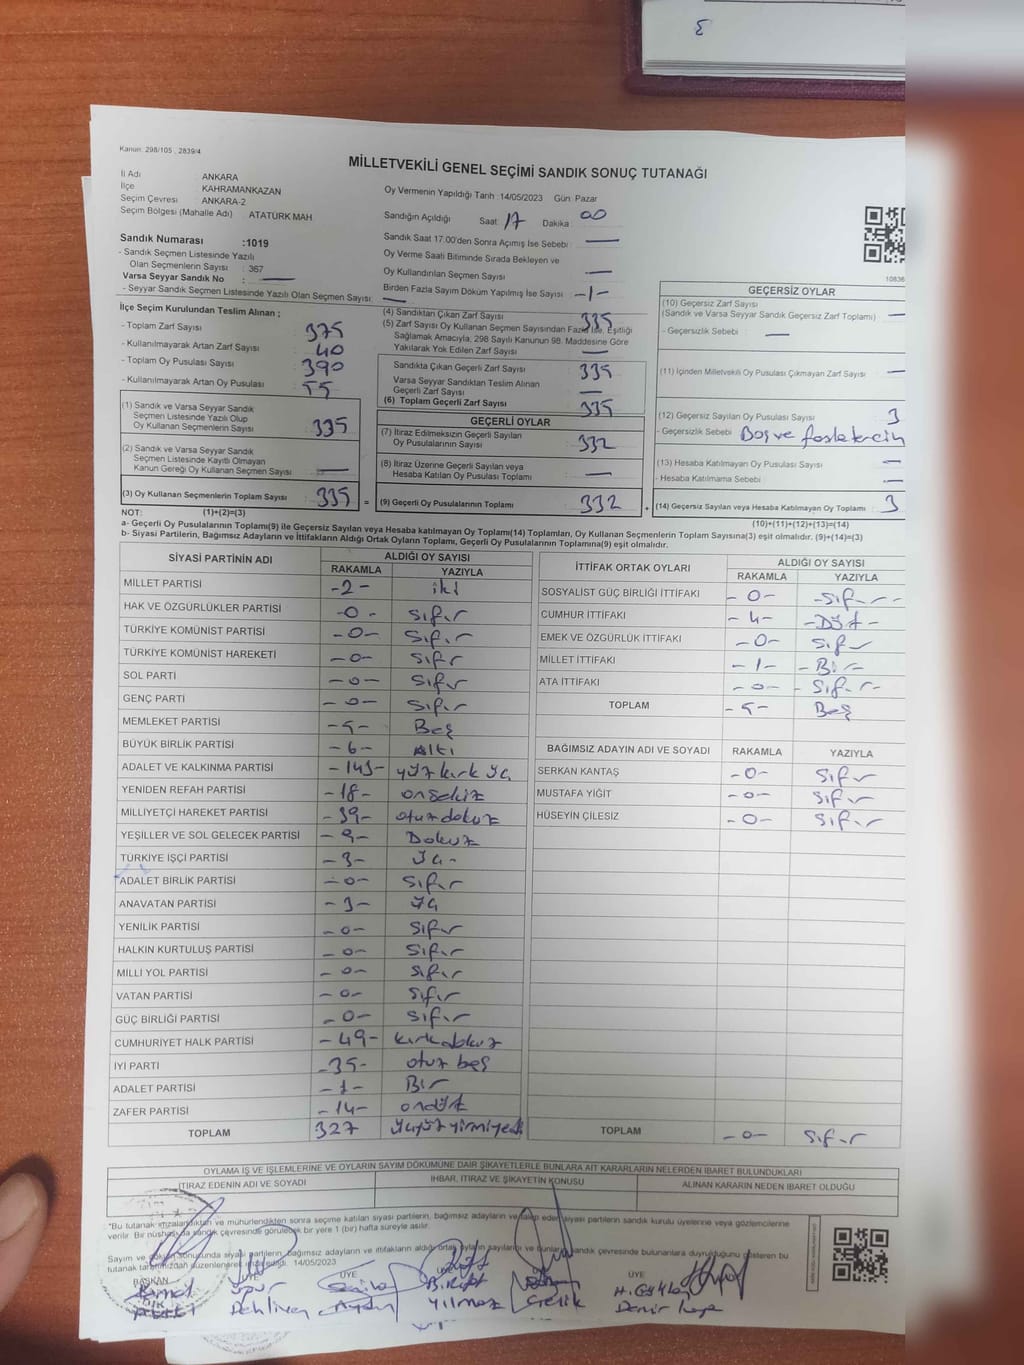 Kanun: 298/105 , 2839/4
MİLLETVEKİLİ GENEL SEÇİMİ SANDIK SONUÇ TUTANAĞI
İli Adı ANKARA
İlçe KAHRAMANKAZAN
Seçim Çevresi ANKARA-2
Seçim Bölgesi (Mahalle Adı) ATATÜRK MAH
Oy Vermenin Yapıldığı Tarih :14/05/2023 Gün: Pazar
Sandığın Açıldığı Saat: 17 Dakika: 00
Sandık Saat 17.00'den Sonra Açımış İse Sebebi : —
Oy Verme Saati Bitiminde Sırada Bekleyen ve
Oy Kullandırılan Seçmen Sayısı —
Birden Fazla Sayım Döküm Yapılmış İse Sayısı -1-
Sandık Numarası :1019
- Sandık Seçmen Listesinde Yazılı
Olan Seçmenlerin Sayısı : 367
Varsa Seyyar Sandık No : —
- Seyyar Sandık Seçmen Listesinde Yazılı Olan Seçmen Sayısı: —
İlçe Seçim Kurulundan Teslim Alınan ;
- Toplam Zarf Sayısı 375
- Kullanılmayarak Artan Zarf Sayısı 40
- Toplam Oy Pusulası Sayısı 390
- Kullanılmayarak Artan Oy Pusulası 55
(1) Sandık ve Varsa Seyyar Sandık
Seçmen Listesinde Yazılı Olup
Oy Kullanan Seçmenlerin Sayısı 335
(2) Sandık ve Varsa Seyyar Sandık
Seçmen Listesinde Kayıtlı Olmayan
Kanun Gereği Oy Kullanan Seçmen Sayısı —
(3) Oy Kullanan Seçmenlerin Toplam Sayısı 335 =
(4) Sandıktan Çıkan Zarf Sayısı 335
(5) Zarf Sayısı Oy Kullanan Seçmen Sayısından Fazla İse, Eşitliği
Sağlamak Amacıyla, 298 Sayılı Kanunun 98. Maddesine Göre
Yakılarak Yok Edilen Zarf Sayısı —
Sandıkta Çıkan Geçerli Zarf Sayısı 335
Varsa Seyyar Sandıktan Teslim Alınan
Geçerli Zarf Sayısı —
(6) Toplam Geçerli Zarf Sayısı 335
GEÇERLİ OYLAR
(7) İtiraz Edilmeksizin Geçerli Sayılan
Oy Pusulalarının Sayısı 332
(8) İtiraz Üzerine Geçerli Sayılan veya
Hesaba Katılan Oy Pusulası Toplamı —
(9) Geçerli Oy Pusulalarının Toplamı 332 +
10836
GEÇERSİZ OYLAR
(10) Geçersiz Zarf Sayısı
(Sandık ve Varsa Seyyar Sandık Geçersiz Zarf Toplamı) —
- Geçersizlik Sebebi : —
(11) İçinden Milletvekili Oy Pusulası Çıkmayan Zarf Sayısı —
(12) Geçersiz Sayılan Oy Pusulası Sayısı 3
- Geçersizlik Sebebi Boş ve
(13) Hesaba Katılmayan Oy Pusulası Sayısı —
- Hesaba Katılmama Sebebi —
(14) Geçersiz Sayılan veya Hesaba Katılmayan Oy Toplamı 3
NOT: (1)+(2)=(3)
(10)+(11)+(12)+(13)=(14)
a- Geçerli Oy Pusulalarının Toplamı(9) ile Geçersiz Sayılan veya Hesaba katılmayan Oy Toplamı(14) Toplamları, Oy Kullanan Seçmenlerin Toplam Sayısına(3) eşit olmalıdır. (9)+(14)=(3)
b- Siyasi Partilerin, Bağımsız Adayların ve İttifakların Aldığı Ortak Oyların Toplamı, Geçerli Oy Pusulalarının Toplamına(9) eşit olmalıdır.
SİYASİ PARTİNİN ADI ALDIĞI OY SAYISI
RAKAMLA YAZIYLA
MİLLET PARTİSİ -2- iki
HAK VE ÖZGÜRLÜKLER PARTİSİ -0- sıfır
TÜRKİYE KOMÜNİST PARTİSİ -0- sıfır
TÜRKİYE KOMÜNİST HAREKETİ -0- sıfır
SOL PARTİ -0- sıfır
GENÇ PARTİ -0- sıfır
MEMLEKET PARTİSİ -5- Beş
BÜYÜK BİRLİK PARTİSİ -6- Altı
ADALET VE KALKINMA PARTİSİ -143- yüz kırk üç
YENİDEN REFAH PARTİSİ -18- onsekiz
MİLLİYETÇİ HAREKET PARTİSİ -39- otuz dokuz
YEŞİLLER VE SOL GELECEK PARTİSİ -9- Dokuz
TÜRKİYE İŞÇİ PARTİSİ -3- üç-
ADALET BİRLİK PARTİSİ -0- sıfır
ANAVATAN PARTİSİ -3- üç
YENİLİK PARTİSİ -0- sıfır
HALKIN KURTULUŞ PARTİSİ -0- sıfır
MİLLİ YOL PARTİSİ -0- sıfır
VATAN PARTİSİ -0- sıfır
GÜÇ BİRLİĞİ PARTİSİ -0- sıfır
CUMHURİYET HALK PARTİSİ -49- kırkdokuz
İYİ PARTİ -35- otuz beş
ADALET PARTİSİ -1- Bir
ZAFER PARTİSİ -14- ondört
TOPLAM 327 üçyüz yirmiyedi
İTTİFAK ORTAK OYLARI ALDIĞI OY SAYISI
RAKAMLA YAZIYLA
SOSYALİST GÜÇ BİRLİĞİ İTTİFAKI -0- -sıfır-
CUMHUR İTTİFAKI -4- -Dört-
EMEK VE ÖZGÜRLÜK İTTİFAKI -0- sıfır
MİLLET İTTİFAKI -1- -Bir-
ATA İTTİFAKI -0- -sıfır-
TOPLAM -5- Beş
BAĞIMSIZ ADAYIN ADI VE SOYADI RAKAMLA YAZIYLA
SERKAN KANTAŞ -0- sıfır
MUSTAFA YİĞİT -0- sıfır
HÜSEYİN ÇİLESİZ -0- sıfır
TOPLAM -0- sıfır
OYLAMA İŞ VE İŞLEMLERİNE VE OYLARIN SAYIM DÖKÜMÜNE DAİR ŞİKAYETLERLE BUNLARA AİT KARARLARIN NELERDEN İBARET BULUNDUKLARI
İTİRAZ EDENİN ADI VE SOYADI İHBAR, İTİRAZ VE ŞİKAYETİN KONUSU ALINAN KARARIN NEDEN İBARET OLDUĞU
*Bu tutanak imzalandıktan ve mühürlendikten sonra seçime katılan siyasi partilerin, bağımsız adayların ve talep eden siyasi partilerin sandık kurulu üyelerine veya gözlemcilerine
verilir. Bir nüshası da sandık çevresinde görülecek bir yere 1 (bir) hafta süreyle asılır.
Sayım ve döküm sonucunda siyasi partilerin, bağımsız adayların ve ittifakların aldığı ortak oyların sayılarını ve bunların sandık çevresinde bulunanlara duyrulduğunu gösteren bu
tutanak tarafımızdan düzenlenerek imza edildi. 14/05/2023
BAŞKAN ÜYE ÜYE ÜYE ÜYE
Pehlivan Aydın Yılmaz Çelik Demirkaya